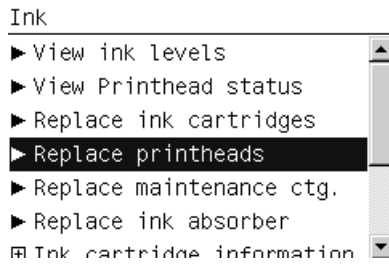 Ink
View ink levels
View Printhead status
Replace ink cartridges
Replace printheads
Replace maintenance ctg.
Replace ink absorber
Ink cartridge information